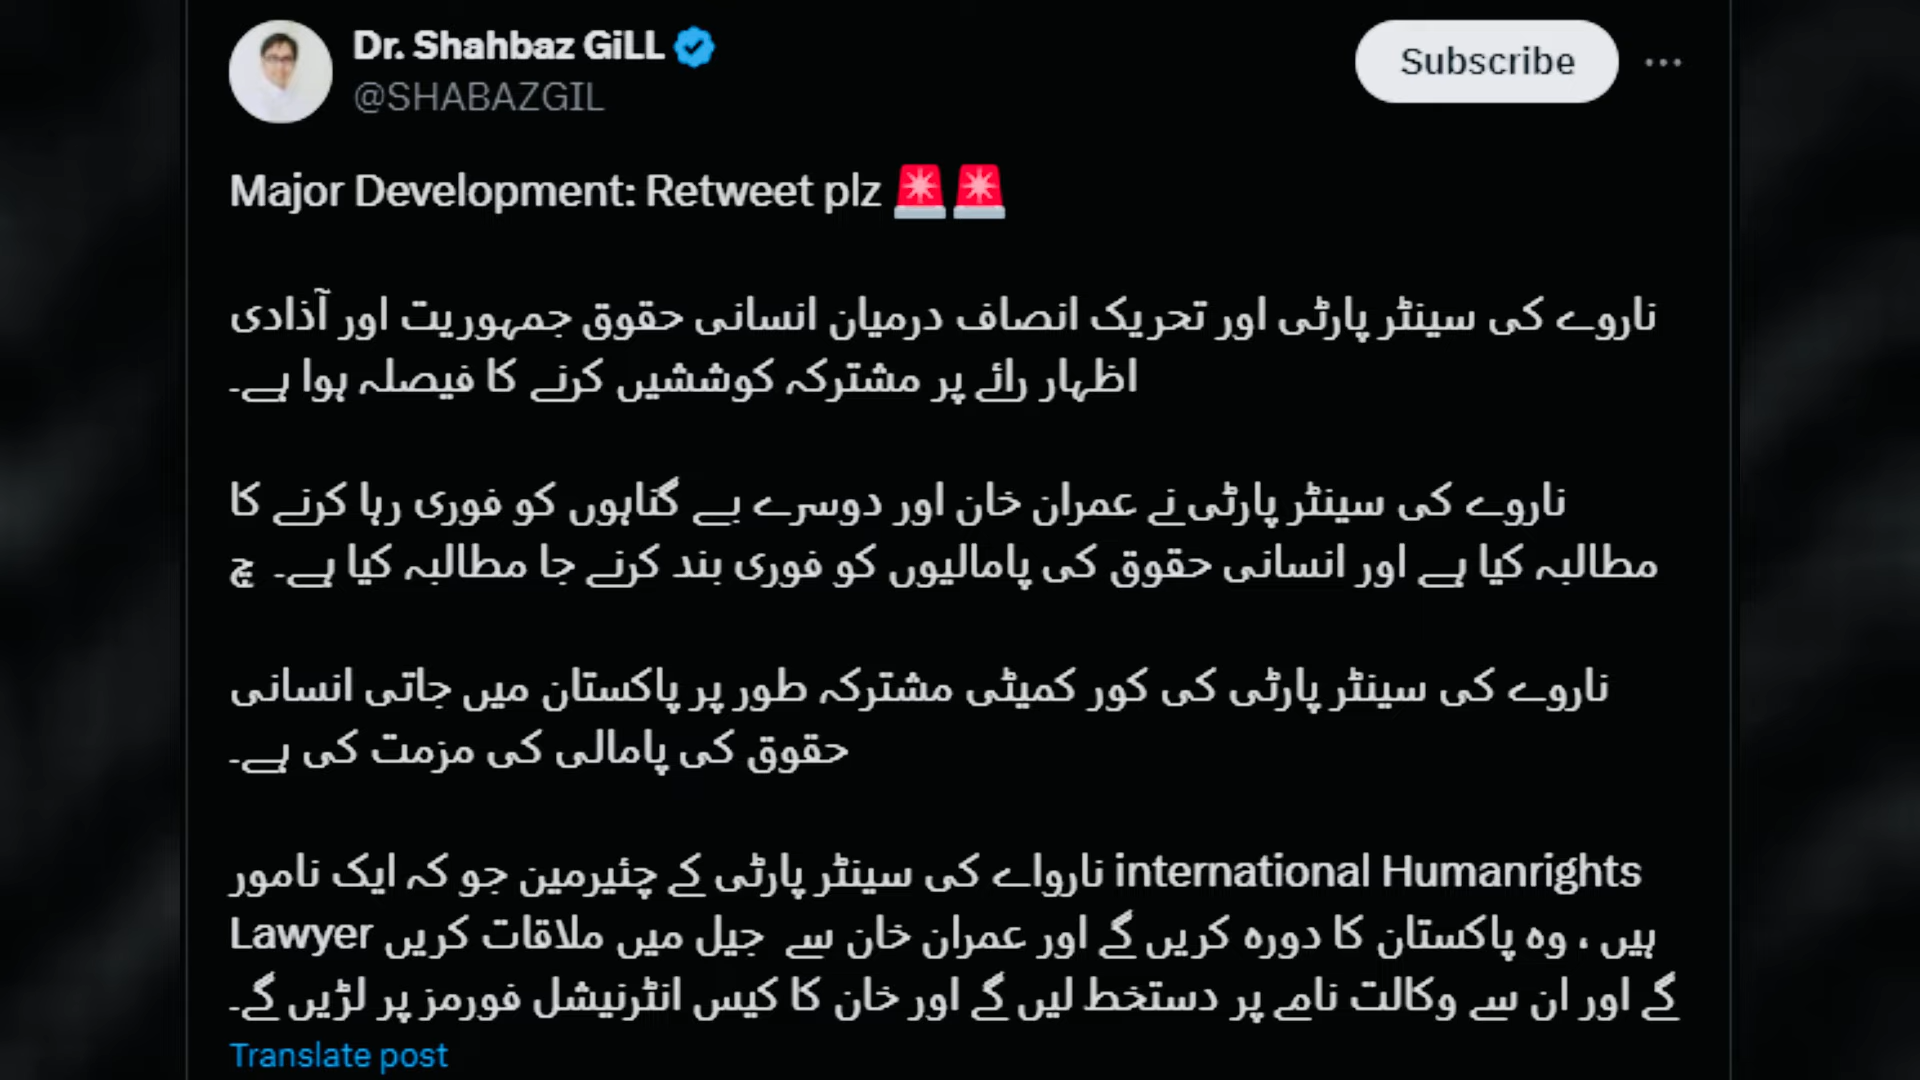 Dr. Shahbaz GiLL
@SHABAZGIL
Subscribe
Major Development: Retweet plz 🚨🚨
ناروے کی سینٹر پارٹی اور تحریک انصاف درمیان انسانی حقوق جمہوریت اور آذادی
اظہار رائے پر مشترکہ کوششیں کرنے کا فیصلہ ہوا ہے۔
ناروے کی سینٹر پارٹی نے عمران خان اور دوسرے بے گناہوں کو فوری رہا کرنے کا
مطالبہ کیا ہے اور انسانی حقوق کی پامالیوں کو فوری بند کرنے جا مطالبہ کیا ہے۔ چ
ناروے کی سینٹر پارٹی کی کور کمیٹی مشترکہ طور پر پاکستان میں جاتی انسانی
حقوق کی پامالی کی مزمت کی ہے۔
نارواے کی سینٹر پارٹی کے چئیرمین جو کہ ایک نامور international Humanrights
Lawyer ہیں ، وہ پاکستان کا دورہ کریں گے اور عمران خان سے جیل میں ملاقات کریں
گے اور ان سے وکالت نامے پر دستخط لیں گے اور خان کا کیس انٹرنیشل فورمز پر لڑیں گے۔
Translate post